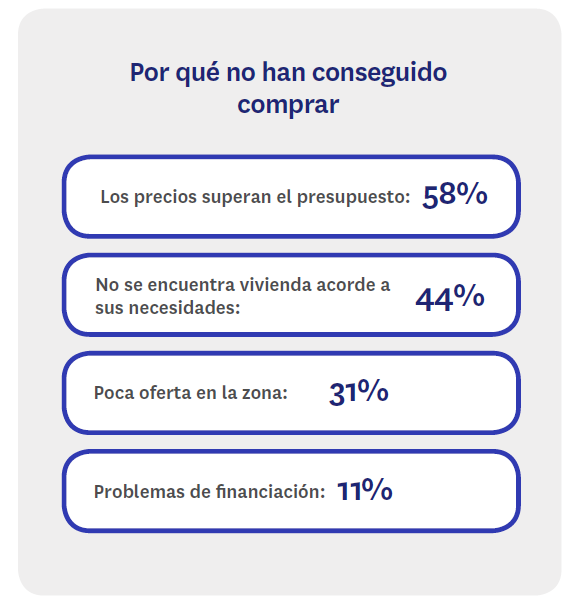 Por qué no han conseguido
comprar
Los precios superan el presupuesto: 58%
No se encuentra vivienda acorde a
sus necesidades:
44%
Poca oferta en la zona: 31%
Problemas de financiación: 11%